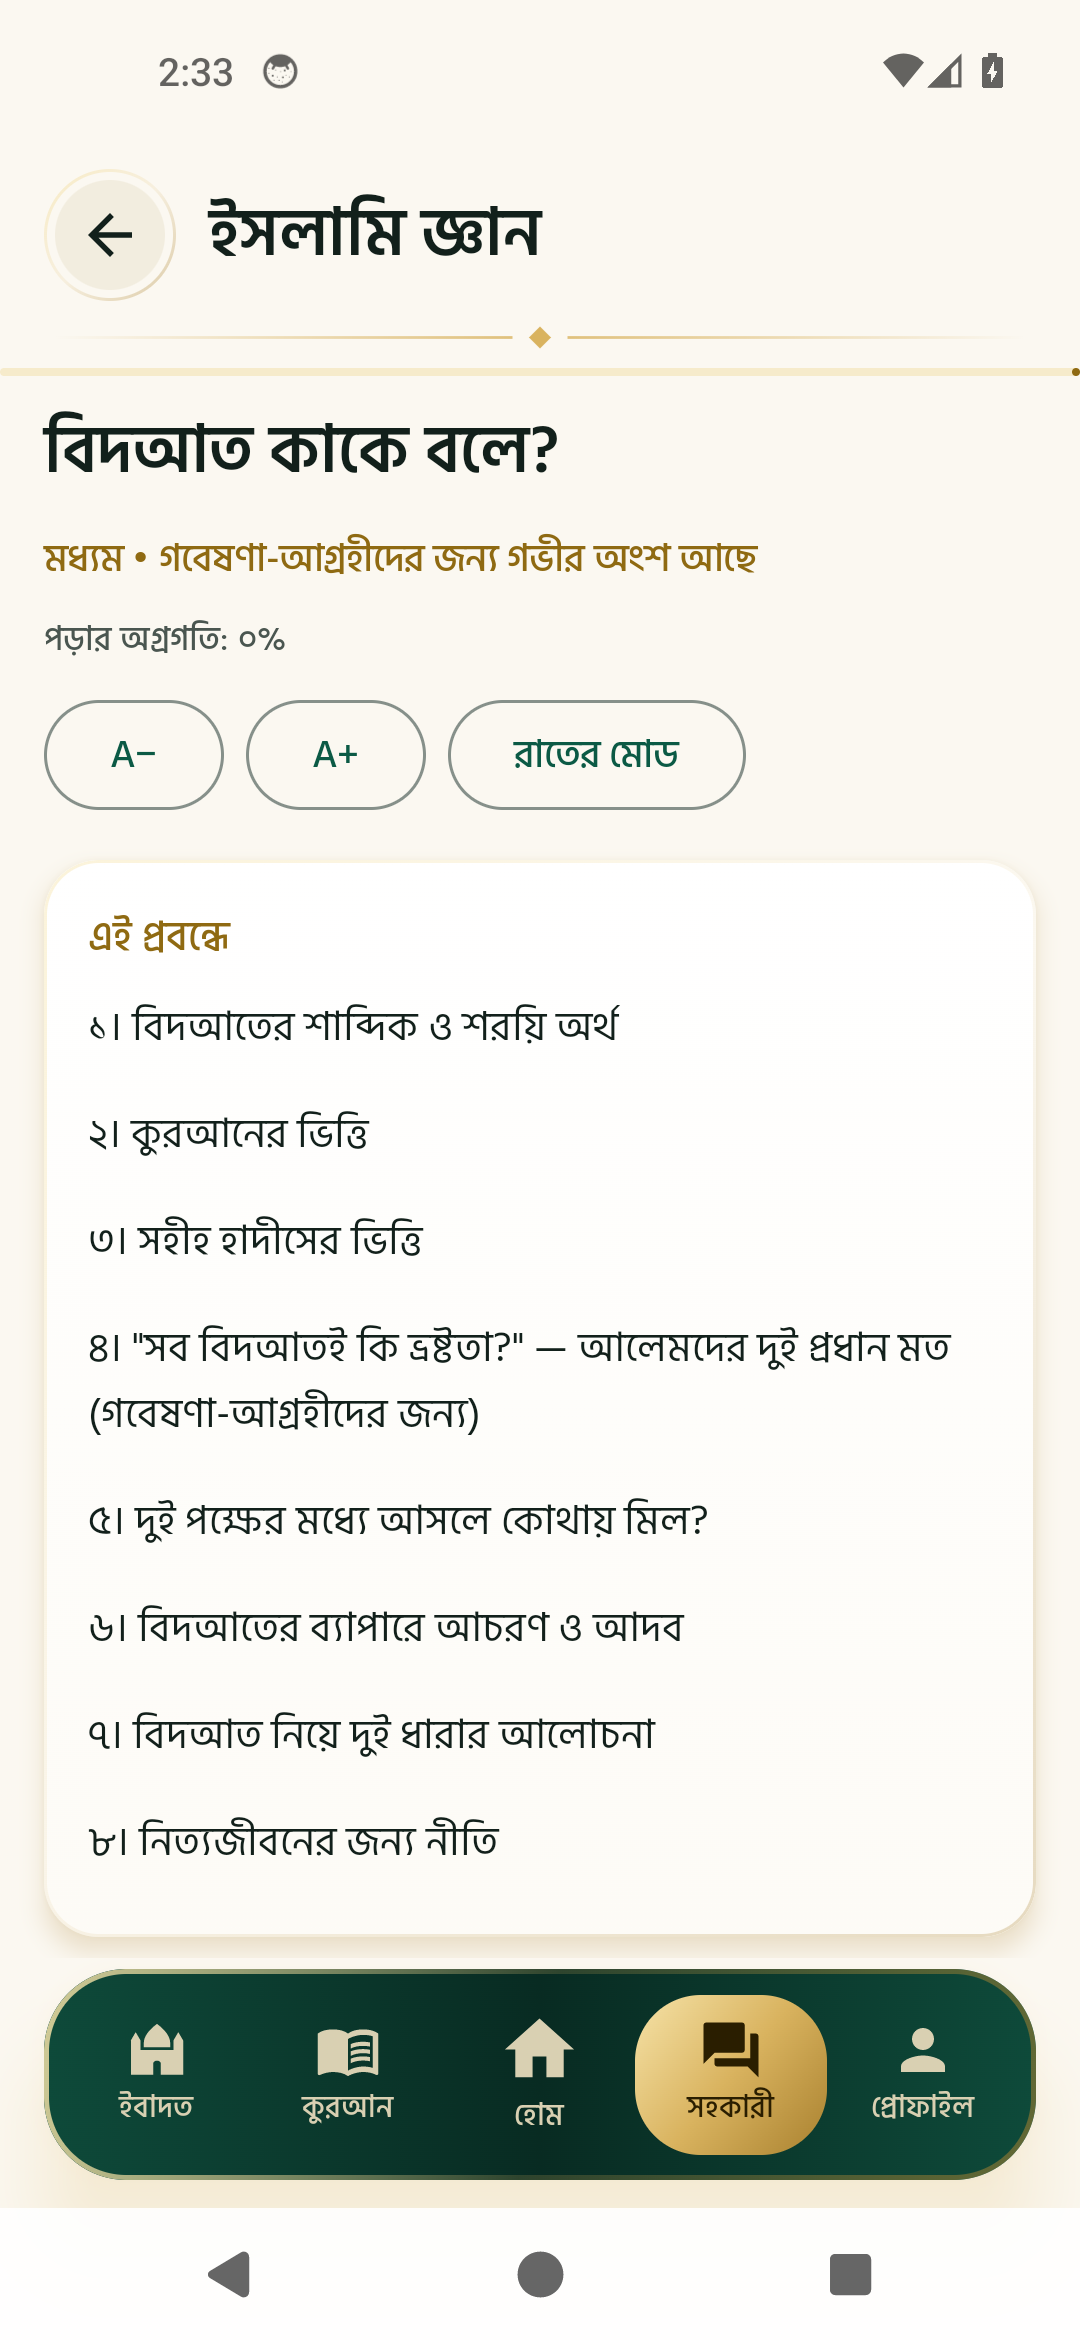 2:33
ইসলামি জ্ঞান
বিদআত কাকে বলে?
মধ্যম • গবেষণা-আগ্রহীদের জন্য গভীর অংশ আছে
পড়ার অগ্রগতি: ০%
A−
A+
রাতের মোড
এই প্রবন্ধে
১। বিদআতের শাব্দিক ও শরয়ি অর্থ
২। কুরআনের ভিত্তি
৩। সহীহ হাদীসের ভিত্তি
৪। "সব বিদআতই কি ভ্রষ্টতা?" — আলেমদের দুই প্রধান মত
(গবেষণা-আগ্রহীদের জন্য)
৫। দুই পক্ষের মধ্যে আসলে কোথায় মিল?
৬। বিদআতের ব্যাপারে আচরণ ও আদব
৭। বিদআত নিয়ে দুই ধারার আলোচনা
৮। নিত্যজীবনের জন্য নীতি
ইবাদত
কুরআন
হোম
সহকারী
প্রোফাইল